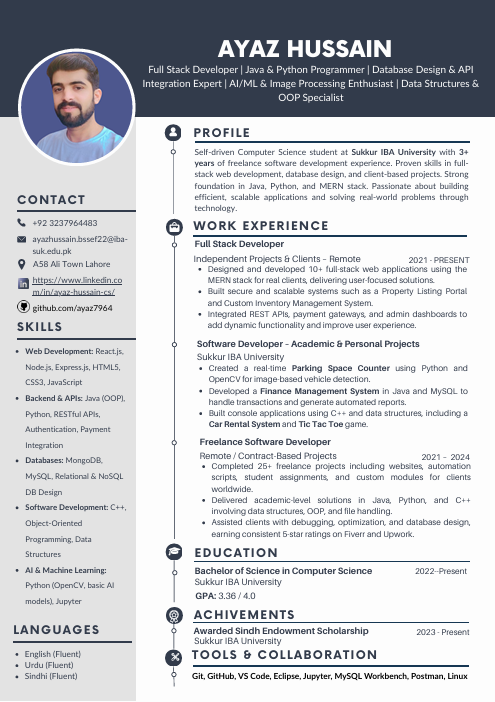 AYAZ HUSSAIN
Full Stack Developer | Java & Python Programmer | Database Design & API
Integration Expert | AI/ML & Image Processing Enthusiast | Data Structures &
OOP Specialist
CONTACT
+92 3237964483
ayazhussain.bssef22@iba-
suk.edu.pk
A58 Ali Town Lahore
https://www.linkedin.co
m/in/ayaz-hussain-cs/
github.com/ayaz7964
SKILLS
• Web Development: React.js,
Node.js, Express.js, HTML5,
CSS3, JavaScript
• Backend & APIs: Java (OOP),
Python, RESTful APIs,
Authentication, Payment
Integration
• Databases: MongoDB,
MySQL, Relational & NoSQL
DB Design
• Software Development: C++,
Object-Oriented
Programming, Data
Structures
• AI & Machine Learning:
Python (OpenCV, basic AI
models), Jupyter
LANGUAGES
• English (Fluent)
• Urdu (Fluent)
• Sindhi (Fluent)
PROFILE
Self-driven Computer Science student at Sukkur IBA University with 3+
years of freelance software development experience. Proven skills in full-
stack web development, database design, and client-based projects. Strong
foundation in Java, Python, and MERN stack. Passionate about building
efficient, scalable applications and solving real-world problems through
technology.
WORK EXPERIENCE
Full Stack Developer
Independent Projects & Clients – Remote 2021 - PRESENT
• Designed and developed 10+ full-stack web applications using the
MERN stack for real clients, delivering user-focused solutions.
• Built secure and scalable systems such as a Property Listing Portal
and Custom Inventory Management System.
• Integrated REST APIs, payment gateways, and admin dashboards to
add dynamic functionality and improve user experience.
Software Developer – Academic & Personal Projects
Sukkur IBA University
• Created a real-time Parking Space Counter using Python and
OpenCV for image-based vehicle detection.
• Developed a Finance Management System in Java and MySQL to
handle transactions and generate automated reports.
• Built console applications using C++ and data structures, including a
Car Rental System and Tic Tac Toe game.
Freelance Software Developer
Remote / Contract-Based Projects 2021 – 2024
• Completed 25+ freelance projects including websites, automation
scripts, student assignments, and custom modules for clients
worldwide.
• Delivered academic-level solutions in Java, Python, and C++
involving data structures, OOP, and file handling.
• Assisted clients with debugging, optimization, and database design,
earning consistent 5-star ratings on Fiverr and Upwork.
EDUCATION
Bachelor of Science in Computer Science 2022--Present
Sukkur IBA University
GPA: 3.36 / 4.0
ACHIVEMENTS
Awarded Sindh Endowment Scholarship 2023 - Present
Sukkur IBA University
TOOLS & COLLABORATION
Git, GitHub, VS Code, Eclipse, Jupyter, MySQL Workbench, Postman, Linux